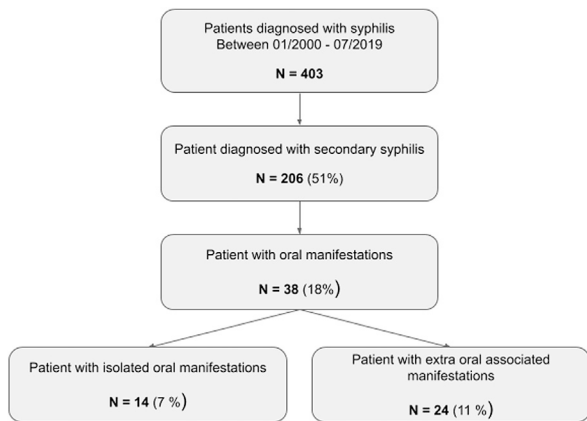 Patients diagnosed with syphilis
Between 01/2000 - 07/2019
N = 403
Patient diagnosed with secondary syphilis
N = 206 (51%)
Patient with oral manifestations
N = 38 (18%)
Patient with isolated oral manifestations
N = 14 (7 %)
Patient with extra oral associated
manifestations
N = 24 (11 %)